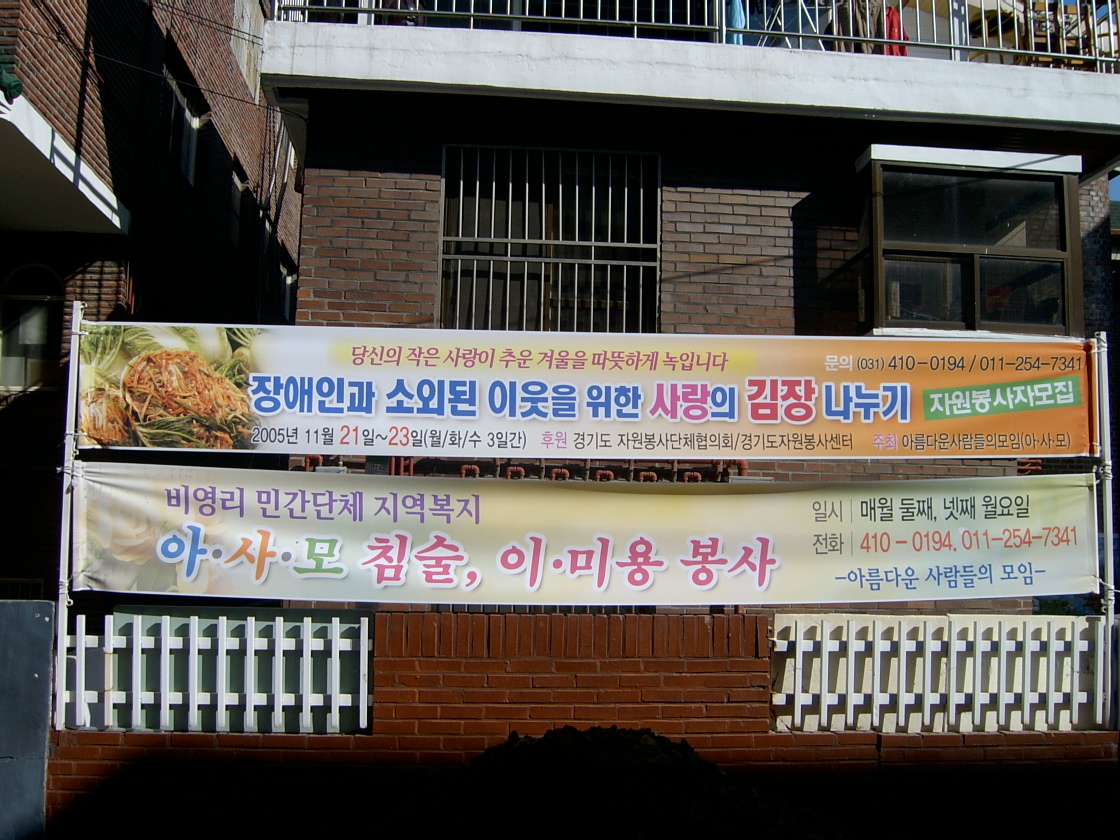 당신의 작은 사랑이 추운 겨울을 따뜻하게 녹입니다
문의 (031) 410-0194 / 011-254-7341
장애인과 소외된 이웃을 위한 사랑의 김장 나누기
자원봉사자모집
2005년 11월 21일~23일(월/화/수 3일간) 후원 경기도 자원봉사단체협의회/경기도자원봉사센터 주최 아름다운사람들의모임(아·사·모)
비영리 민간단체 지역복지
아·사·모 침술, 이·미용 봉사
일시 | 매월 둘째, 넷째 월요일
전화 | 410-0194, 011-254-7341
-아름다운 사람들의 모임-